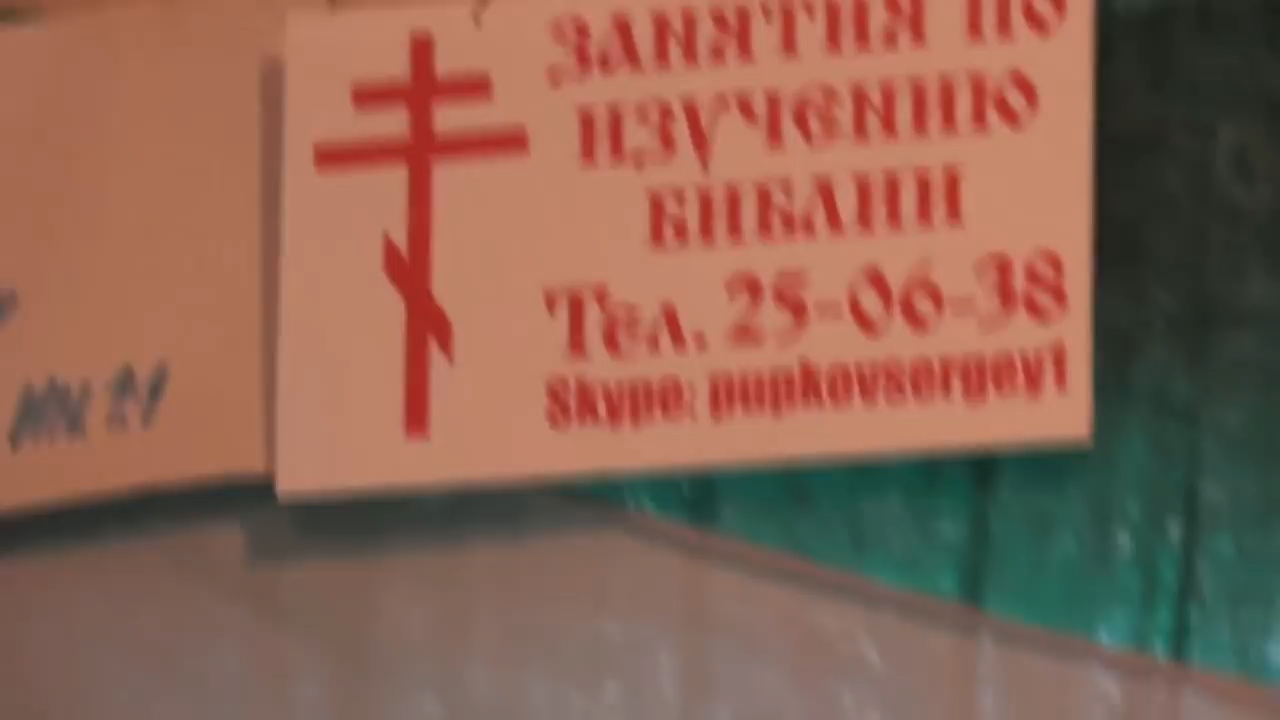 ЗАНЯТИЯ ПО
ИЗУЧЕНИЮ
БИБЛИИ
Тел. 25-06-38
Skype: pupkovsergey1